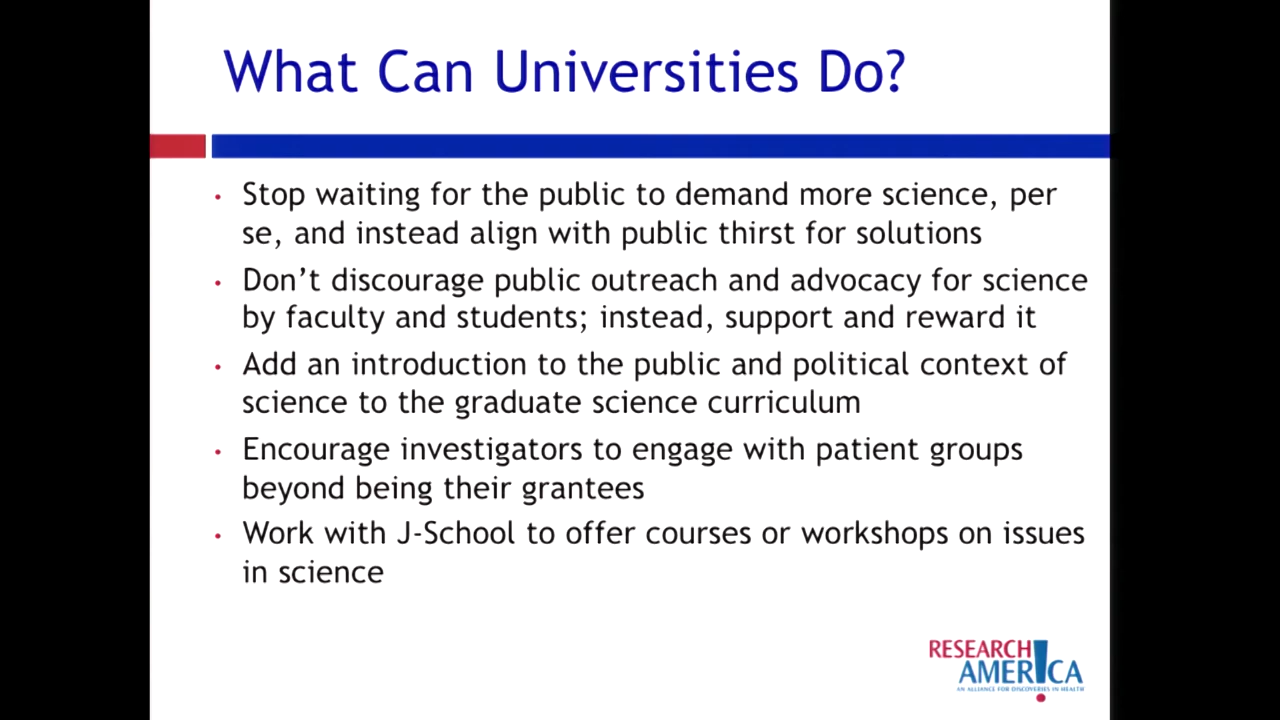 What Can Universities Do?
• Stop waiting for the public to demand more science, per
se, and instead align with public thirst for solutions
• Don’t discourage public outreach and advocacy for science
by faculty and students; instead, support and reward it
• Add an introduction to the public and political context of
science to the graduate science curriculum
• Encourage investigators to engage with patient groups
beyond being their grantees
• Work with J-School to offer courses or workshops on issues
in science
RESEARCH
AMER!CA
AN ALLIANCE FOR DISCOVERIES IN HEALTH